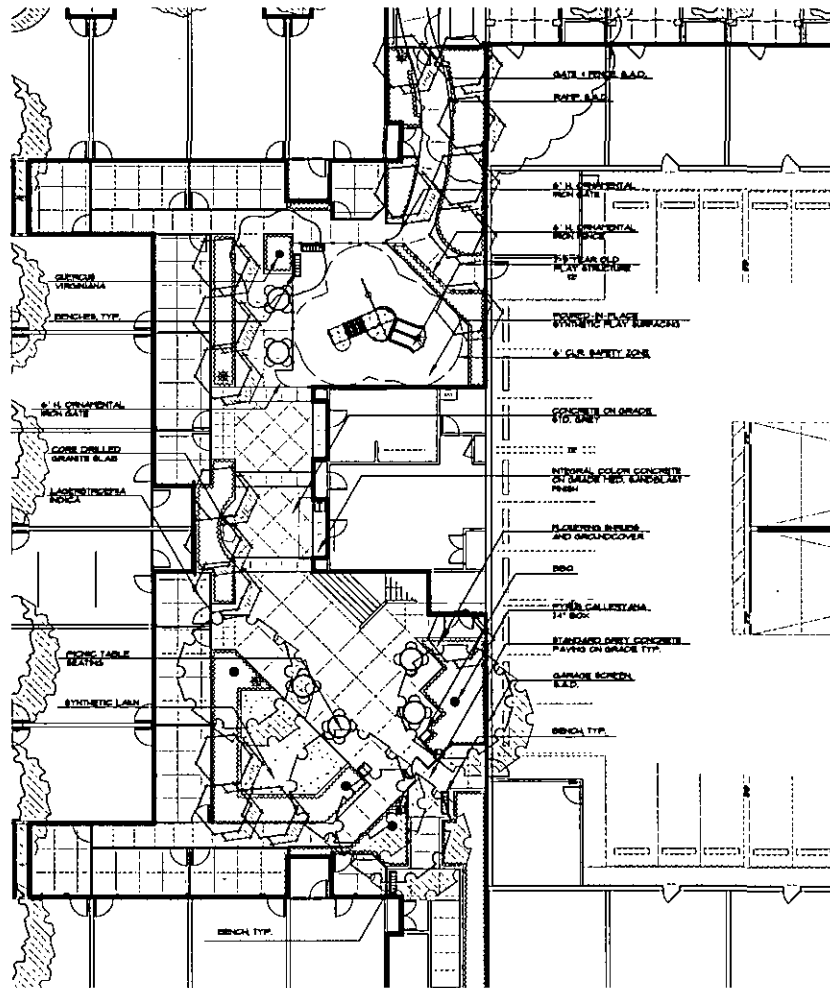 GATE & FENCE S.A.D.
RAMP S.A.D.
6' H. ORNAMENTAL
IRON GATE
6' H. ORNAMENTAL
IRON FENCE
YEAR OLD
PLAY STRUCTURE
POURED-IN-PLACE
SYNTHETIC PLAY SURFACING
6' CLR. SAFETY ZONE
CONCRETE ON GRADE
STD. GREY
INTEGRAL COLOR CONCRETE
ON GRADE MED. SANDBLAST
FINISH
FLOWERING SHRUBS
AND GROUNDCOVER
BBQ
PYRUS CALLERYANA
24" BOX
STANDARD GREY CONCRETE
PAVING ON GRADE TYP.
GARAGE SCREEN,
S.A.D.
BENCH, TYP.
QUERCUS
VIRGINIANA
BENCHES, TYP.
6' H. ORNAMENTAL
IRON GATE
CORE DRILLED
GRANITE SLAB
LAGERSTROEMIA
INDICA
PICNIC TABLE
SEATING
SYNTHETIC LAWN
BENCH, TYP.